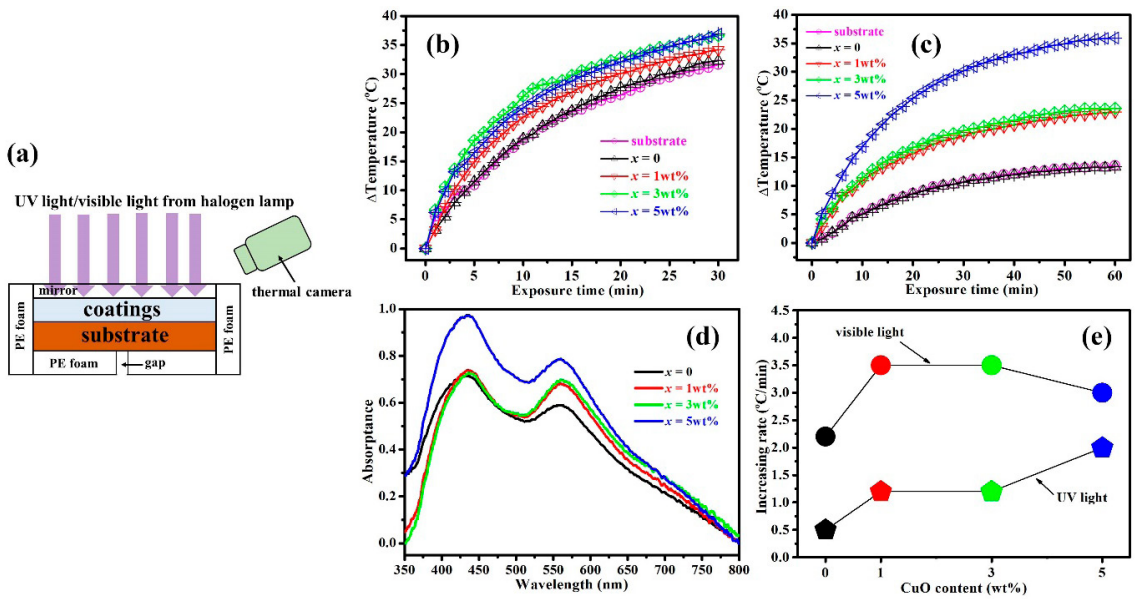 (a)
UV light/visible light from halogen lamp
thermal camera
mirror
coatings
substrate
PE foam
PE foam
PE foam
gap
(b)
ΔTemperature (°C)
40
35
30
25
20
15
10
5
0
substrate
x = 0
x = 1wt%
x = 3wt%
x = 5wt%
0 5 10 15 20 25 30
Exposure time (min)
(c)
ΔTemperature (°C)
40
35
30
25
20
15
10
5
0
substrate
x = 0
x = 1wt%
x = 3wt%
x = 5wt%
0 10 20 30 40 50 60
Exposure time (min)
(d)
Absorptance
1.0
0.8
0.6
0.4
0.2
0.0
x = 0
x = 1wt%
x = 3wt%
x = 5wt%
350 400 450 500 550 600 650 700 750 800
Wavelength (nm)
(e)
Increasing rate (°C/min)
4.5
4.0
3.5
3.0
2.5
2.0
1.5
1.0
0.5
0.0
visible light
UV light
0 1 3 5
CuO content (wt%)